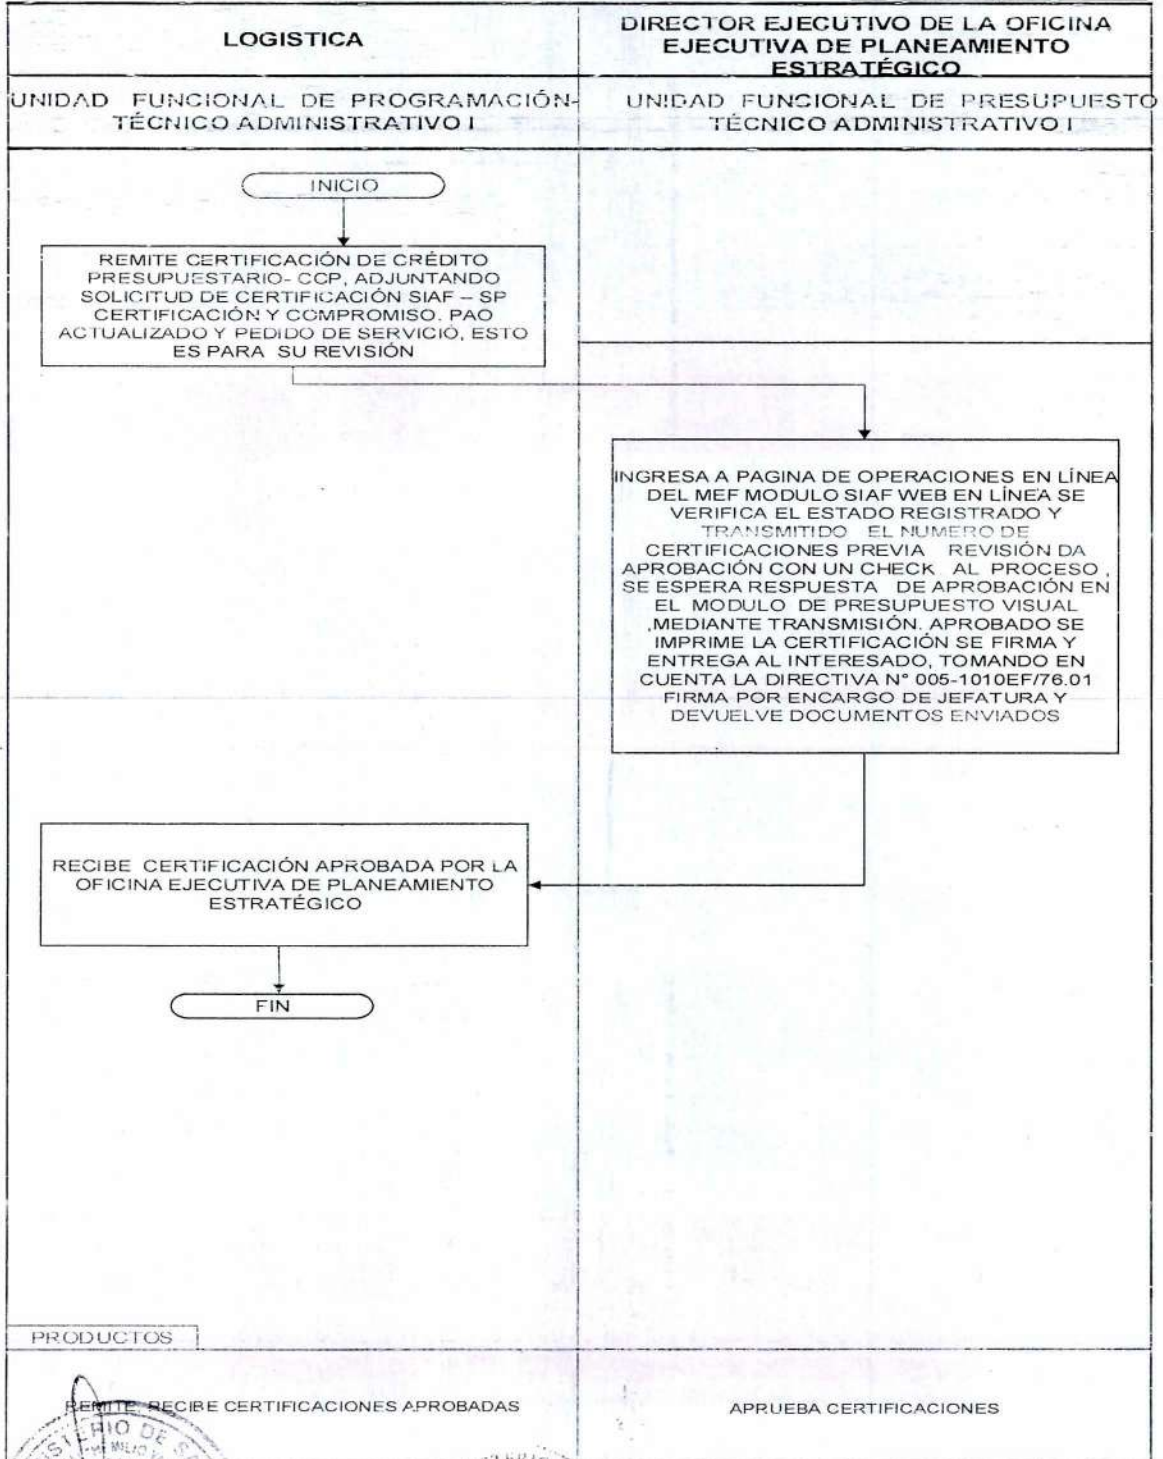 LOGISTICA
DIRECTOR EJECUTIVO DE LA OFICINA
EJECUTIVA DE PLANEAMIENTO
ESTRATÉGICO
UNIDAD FUNCIONAL DE PROGRAMACIÓN-
TÉCNICO ADMINISTRATIVO I
UNIDAD FUNCIONAL DE PRESUPUESTO
TÉCNICO ADMINISTRATIVO I
INICIO
REMITE CERTIFICACIÓN DE CRÉDITO
PRESUPUESTARIO- CCP, ADJUNTANDO
SOLICITUD DE CERTIFICACIÓN SIAF – SP
CERTIFICACIÓN Y COMPROMISO. PAO
ACTUALIZADO Y PEDIDO DE SERVICIÓ, ESTO
ES PARA SU REVISIÓN
INGRESA A PAGINA DE OPERACIONES EN LÍNEA
DEL MEF MODULO SIAF WEB EN LÍNEA SE
VERIFICA EL ESTADO REGISTRADO Y
TRANSMITIDO EL NUMERO DE
CERTIFICACIONES PREVIA REVISIÓN DA
APROBACIÓN CON UN CHECK AL PROCESO ,
SE ESPERA RESPUESTA DE APROBACIÓN EN
EL MODULO DE PRESUPUESTO VISUAL
,MEDIANTE TRANSMISIÓN. APROBADO SE
IMPRIME LA CERTIFICACIÓN SE FIRMA Y
ENTREGA AL INTERESADO, TOMANDO EN
CUENTA LA DIRECTIVA N° 005-1010EF/76.01
FIRMA POR ENCARGO DE JEFATURA Y
DEVUELVE DOCUMENTOS ENVIADOS
RECIBE CERTIFICACIÓN APROBADA POR LA
OFICINA EJECUTIVA DE PLANEAMIENTO
ESTRATÉGICO
FIN
PRODUCTOS
REMITE, RECIBE CERTIFICACIONES APROBADAS
APRUEBA CERTIFICACIONES